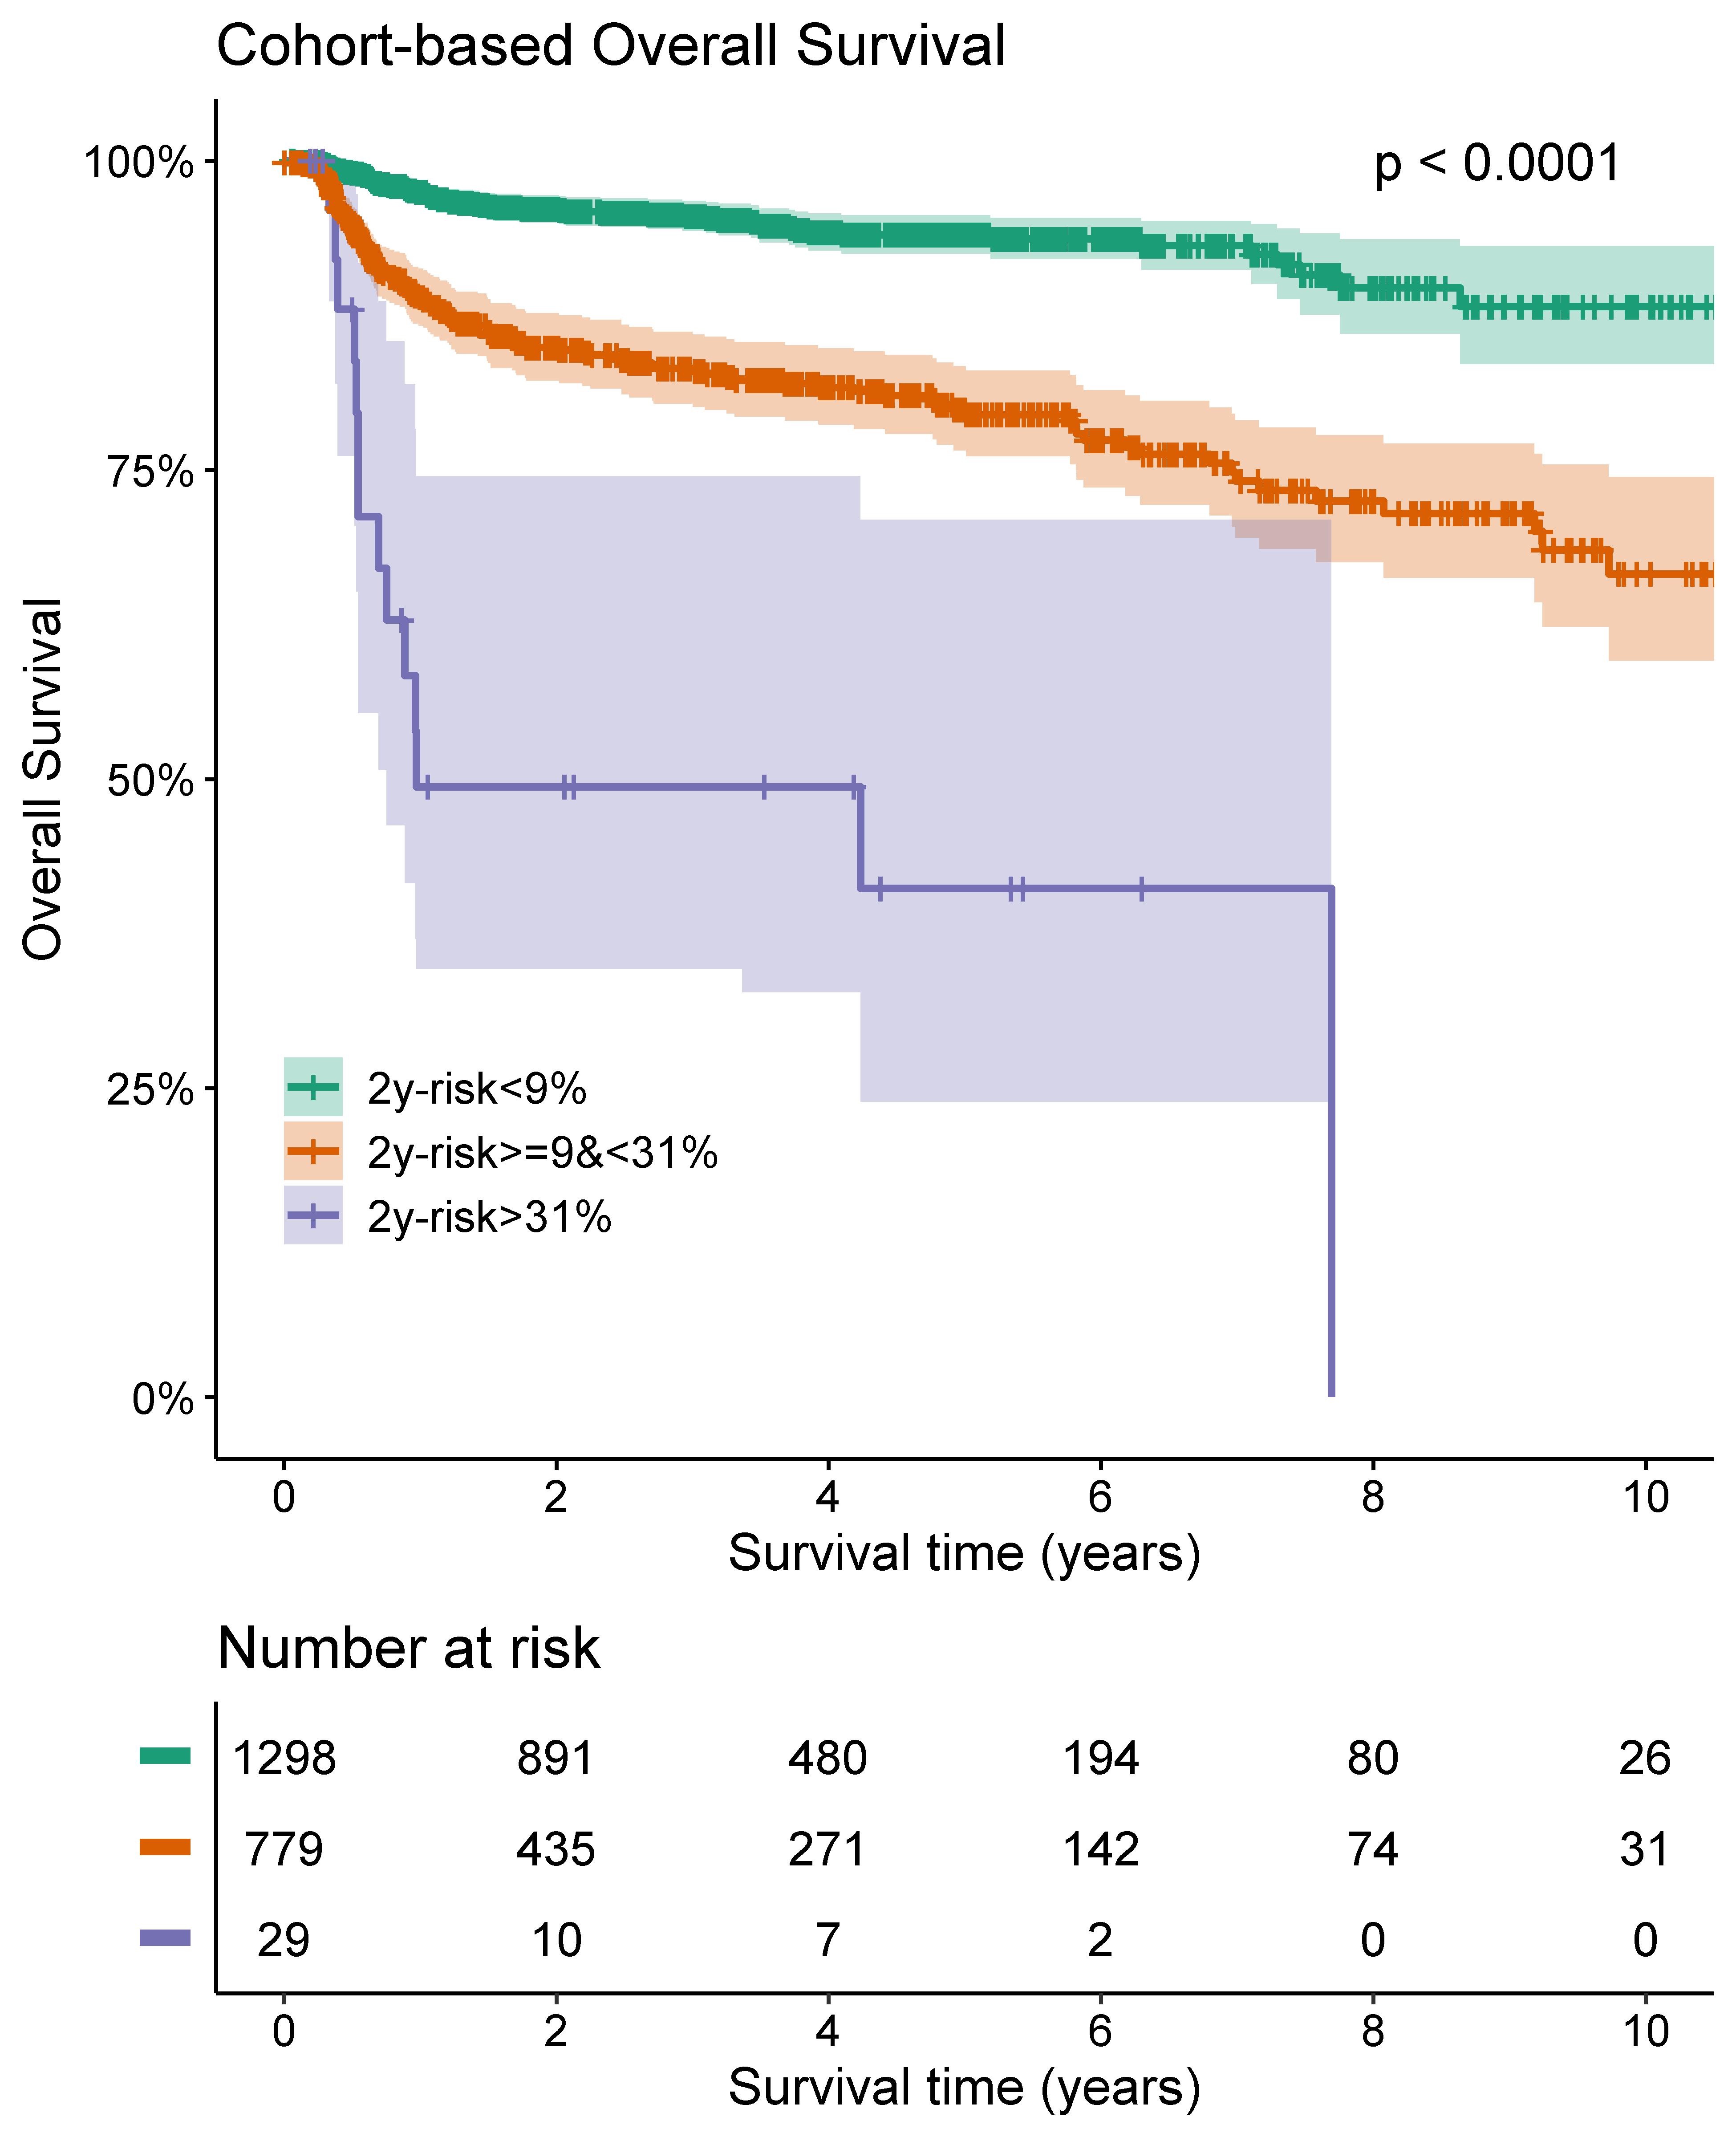 Cohort-based Overall Survival
p < 0.0001
100%
75%
50%
25%
0%
Overall Survival
2y-risk<9%
2y-risk>=9&<31%
2y-risk>31%
0 2 4 6 8 10
Survival time (years)
Number at risk
1298 891 480 194 80 26
779 435 271 142 74 31
29 10 7 2 0 0
0 2 4 6 8 10
Survival time (years)